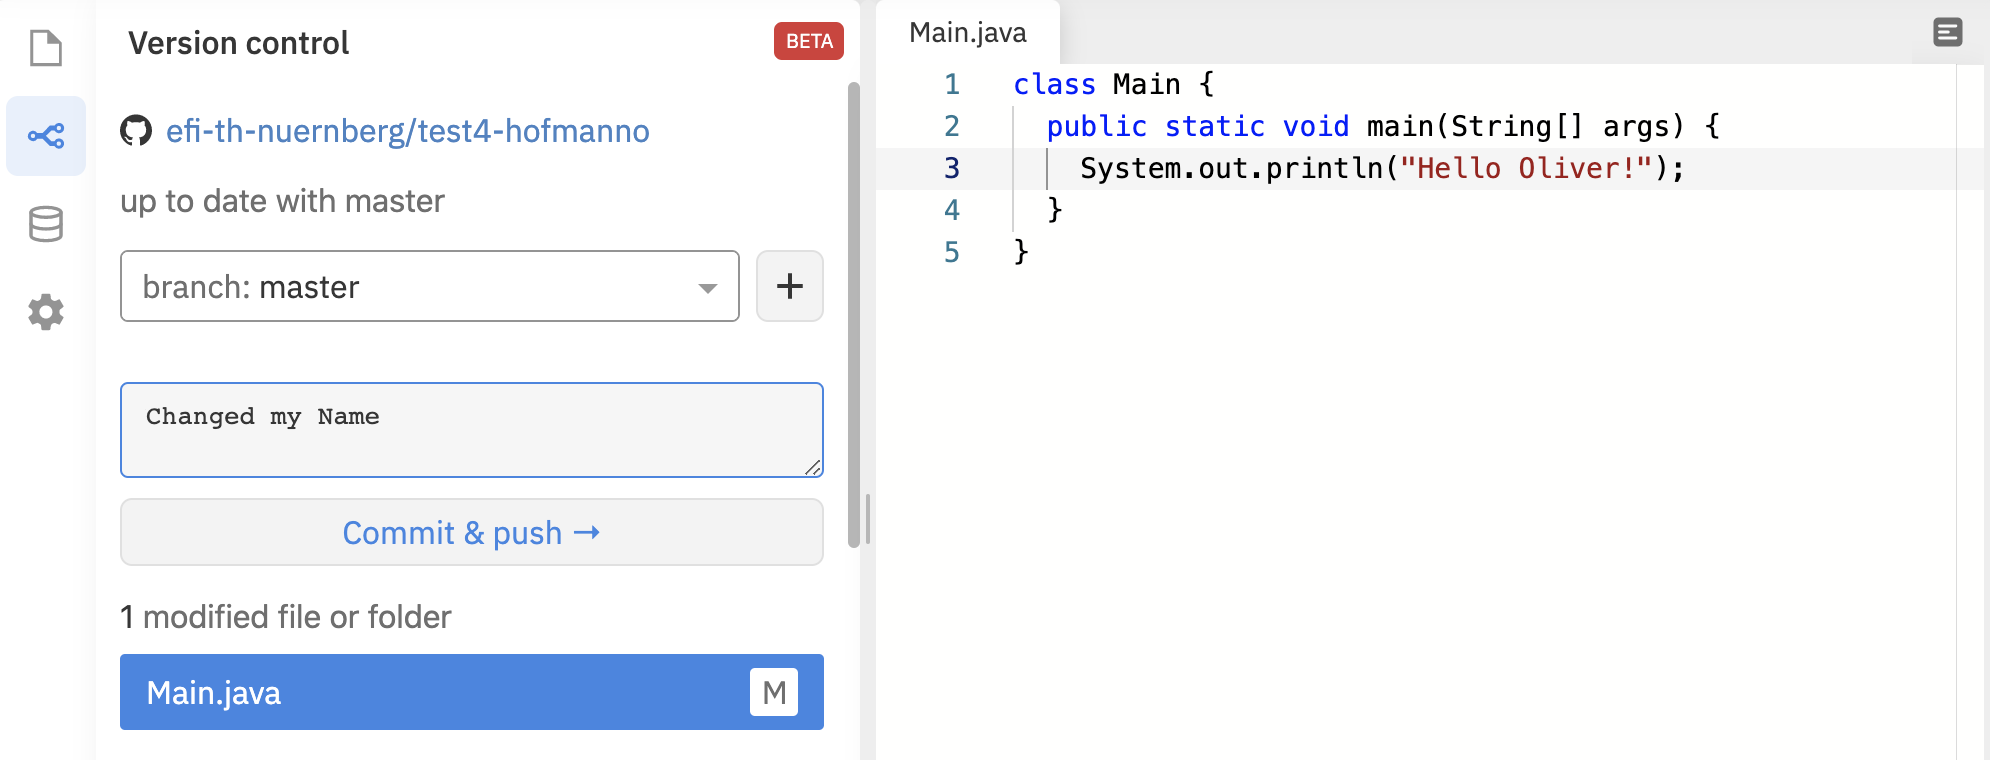 Version control
BETA
efi-th-nuernberg/test4-hofmanno
up to date with master
branch: master
+
Changed my Name
Commit & push →
1 modified file or folder
Main.java
M
Main.java
1 class Main {
2   public static void main(String[] args) {
3     System.out.println("Hello Oliver!");
4   }
5 }